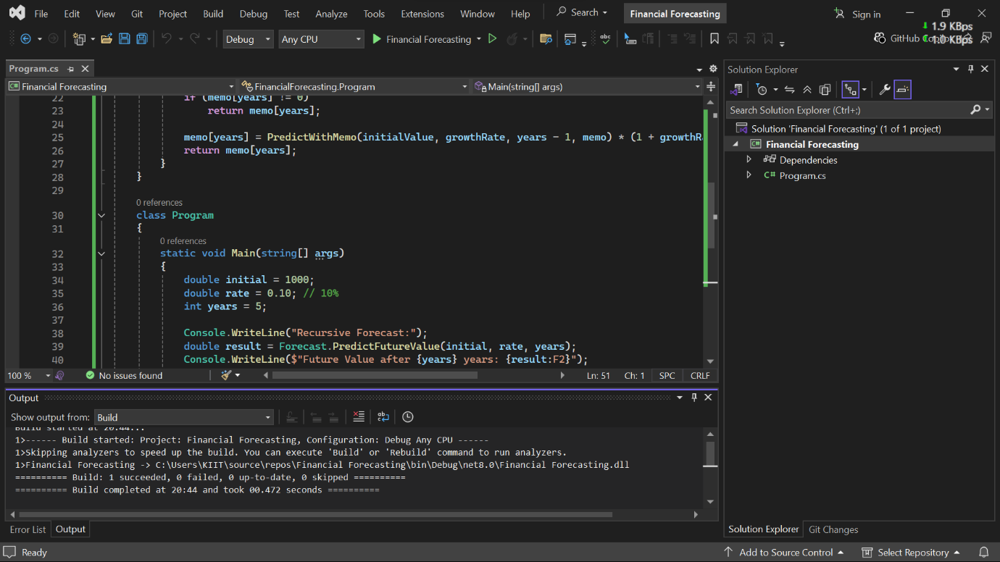 File Edit View Git Project Build Debug Test Analyze Tools Extensions Window Help Search Financial Forecasting Sign in
1.9 KBps
1.0 KBps
Debug Any CPU Financial Forecasting GitHub Copilot
Program.cs
Financial Forecasting FinancialForecasting.Program Main(string[] args)
22 if (memo[years] != 0)
23 return memo[years];
24
25 memo[years] = PredictWithMemo(initialValue, growthRate, years - 1, memo) * (1 + growthR
26 return memo[years];
27 }
28 }
29
0 references
30 class Program
31 {
0 references
32 static void Main(string[] args)
33 {
34 double initial = 1000;
35 double rate = 0.10; // 10%
36 int years = 5;
37
38 Console.WriteLine("Recursive Forecast:");
39 double result = Forecast.PredictFutureValue(initial, rate, years);
40 Console.WriteLine($"Future Value after {years} years: {result:F2}");
100 % No issues found Ln: 51 Ch: 1 SPC CRLF
Output
Show output from: Build
Build started at 20:44...
1>------ Build started: Project: Financial Forecasting, Configuration: Debug Any CPU ------
1>Skipping analyzers to speed up the build. You can execute 'Build' or 'Rebuild' command to run analyzers.
1>Financial Forecasting -> C:\Users\KIIT\source\repos\Financial Forecasting\bin\Debug\net8.0\Financial Forecasting.dll
========== Build: 1 succeeded, 0 failed, 0 up-to-date, 0 skipped ==========
========== Build completed at 20:44 and took 00.472 seconds ==========
Error List Output
Solution Explorer
Search Solution Explorer (Ctrl+;)
Solution 'Financial Forecasting' (1 of 1 project)
C# Financial Forecasting
Dependencies
C# Program.cs
Solution Explorer Git Changes
Ready Add to Source Control Select Repository